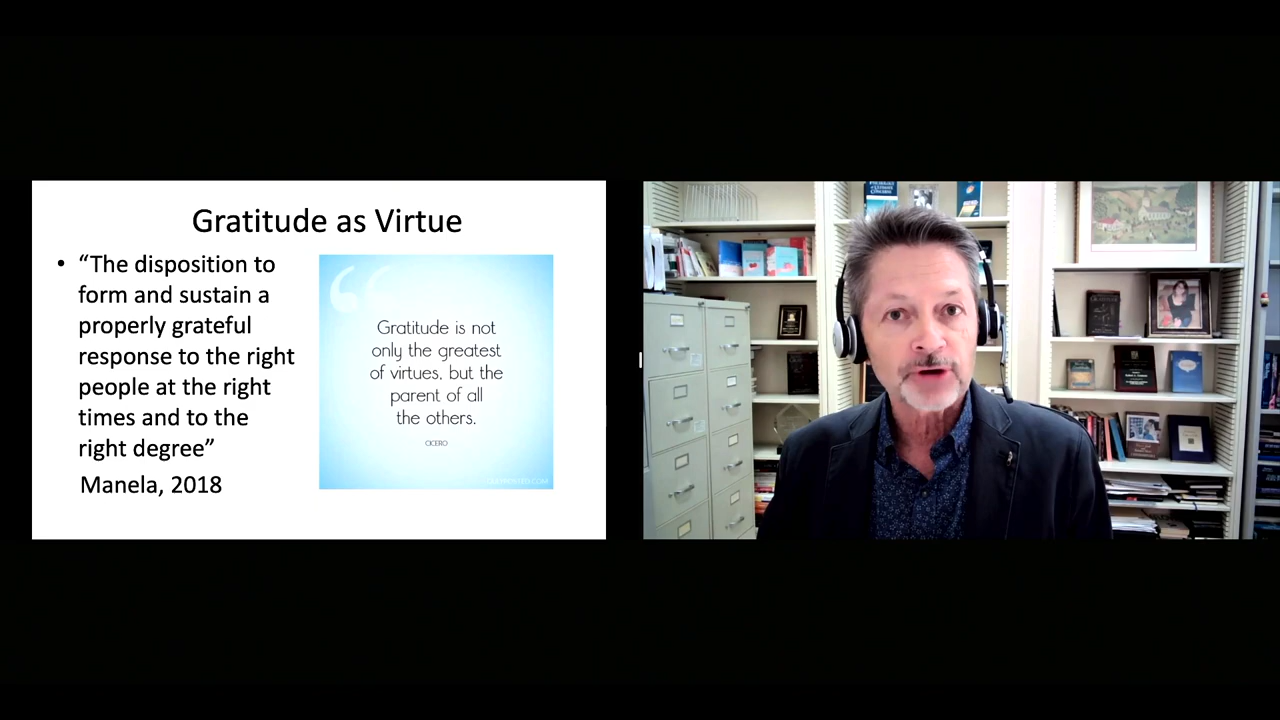 Gratitude as Virtue
• “The disposition to
form and sustain a
properly grateful
response to the right
people at the right
times and to the
right degree”
Manela, 2018
Gratitude is not
only the greatest
of virtues, but the
parent of all
the others.
CICERO